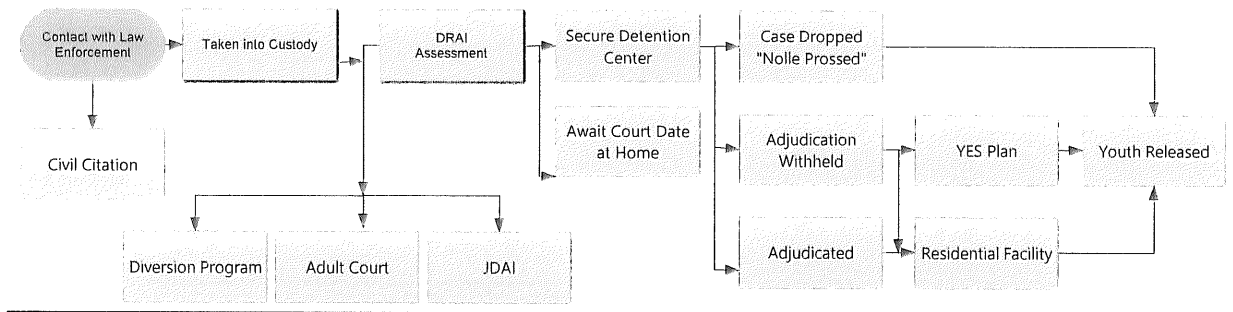 Contact with Law
Enforcement
Taken into Custody
DRAI
Assessment
Secure Detention
Center
Case Dropped
"Nolle Prossed"
Civil Citation
Await Court Date
at Home
Adjudication
Withheld
YES Plan
Youth Released
Diversion Program
Adult Court
JDAI
Adjudicated
Residential Facility